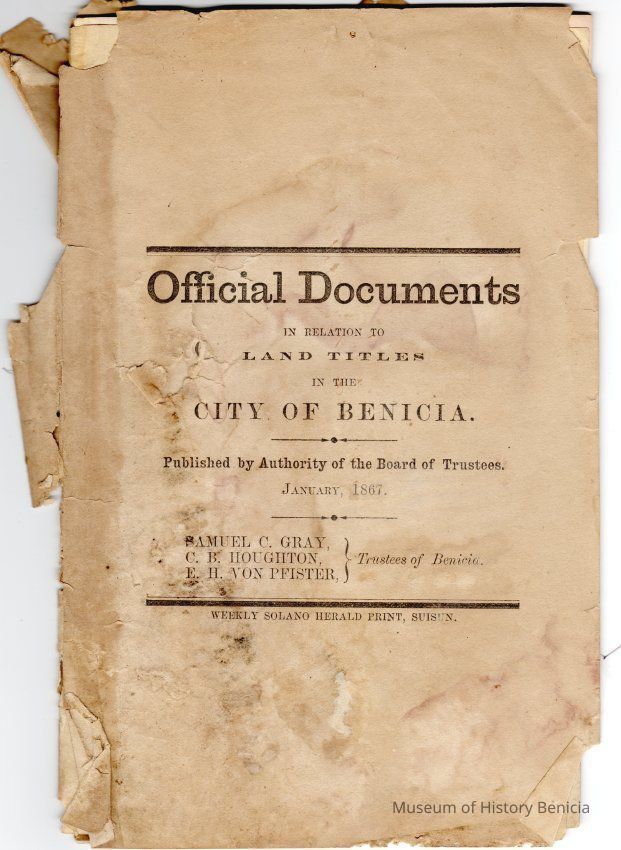 Official Documents
IN RELATION TO
LAND TITLES
IN THE
CITY OF BENICIA.
Published by Authority of the Board of Trustees.
JANUARY, 1867.
SAMUEL C. GRAY,
C. B. HOUGHTON,
E. H. VON PFISTER,
Trustees of Benicia.
WEEKLY SOLANO HERALD PRINT, SUISUN.
Museum of History Benicia